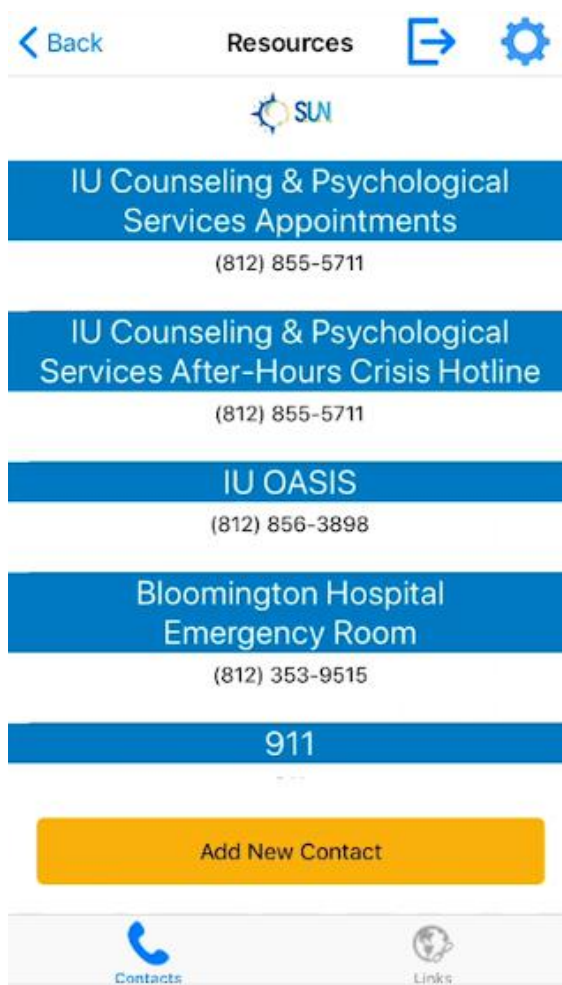 Back Resources
SUN
IU Counseling & Psychological
Services Appointments
(812) 855-5711
IU Counseling & Psychological
Services After-Hours Crisis Hotline
(812) 855-5711
IU OASIS
(812) 856-3898
Bloomington Hospital
Emergency Room
(812) 353-9515
911
Add New Contact
Contacts Links